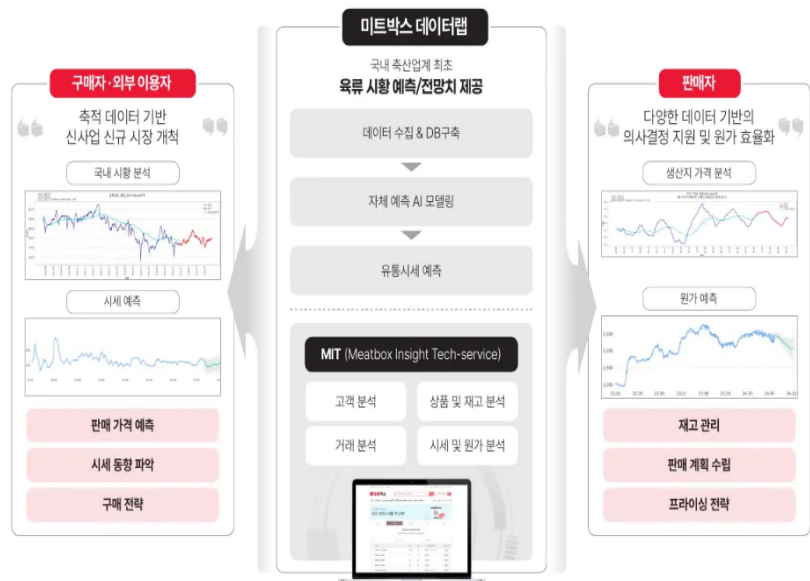 미트박스 데이터랩
국내 축산업계 최초
육류 시황 예측/전망치 제공
데이터 수집 & DB구축
자체 예측 AI 모델링
유통시세 예측
MIT (Meatbox Insight Tech-service)
고객 분석
상품 및 재고 분석
거래 분석
시세 및 원가 분석
구매자·외부 이용자
축적 데이터 기반
신사업 신규 시장 개척
국내 시황 분석
시세 예측
판매 가격 예측
시세 동향 파악
구매 전략
판매자
다양한 데이터 기반의
의사결정 지원 및 원가 효율화
생산지 가격 분석
원가 예측
재고 관리
판매 계획 수립
프라이싱 전략